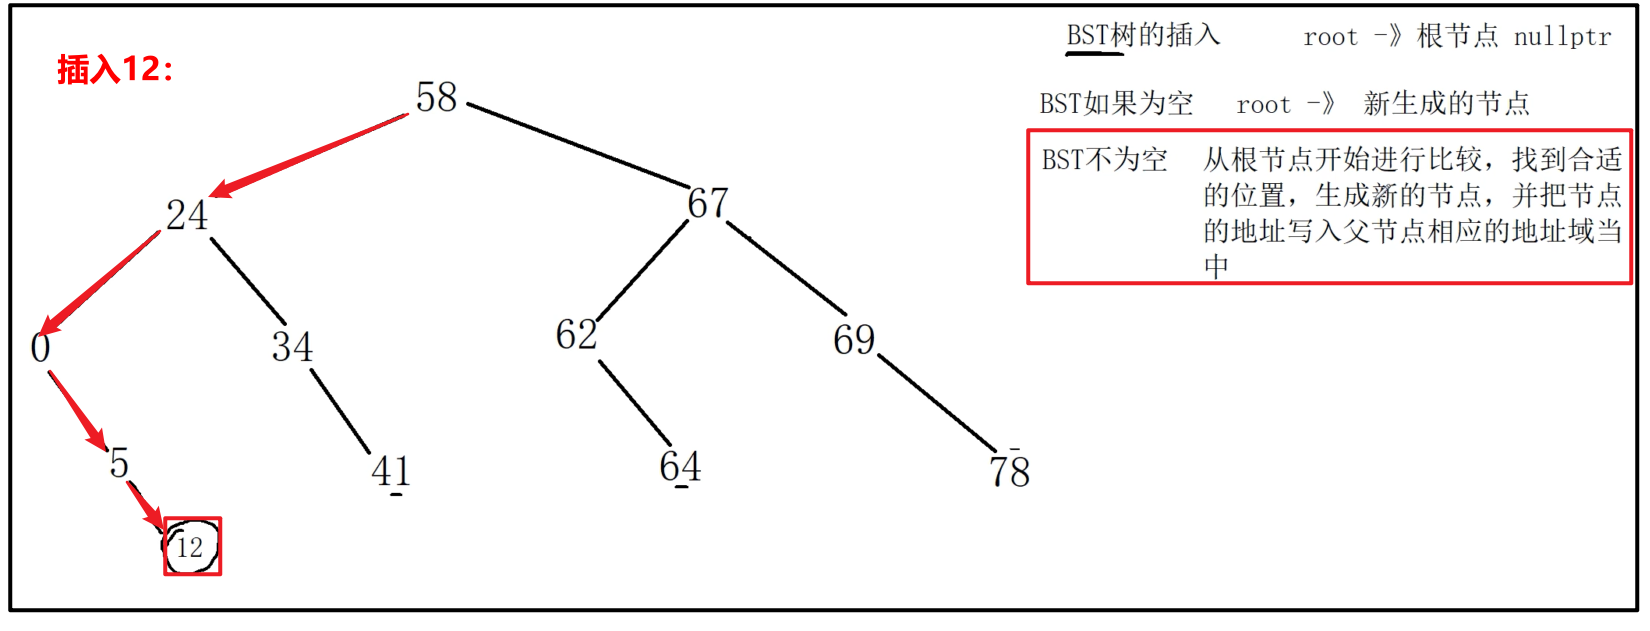 BST树的插入 root -》根节点 nullptr
插入12：
58
BST如果为空 root -》 新生成的节点
BST不为空 从根节点开始进行比较，找到合适
的位置，生成新的节点，并把节点
的地址写入父节点相应的地址域当
中
24
67
0
34
62
69
5
41
64
78
12